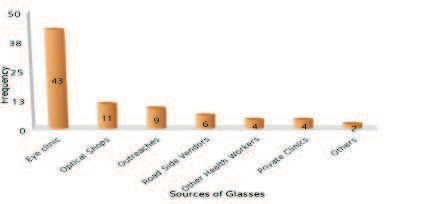 50
38
25
13
0
Frequency
43
11
9
6
4
4
2
Eye clinic
Optical Shops
Outreaches
Road Side Vendors
Other Health Workers
Private Clinics
Others
Sources of Glasses